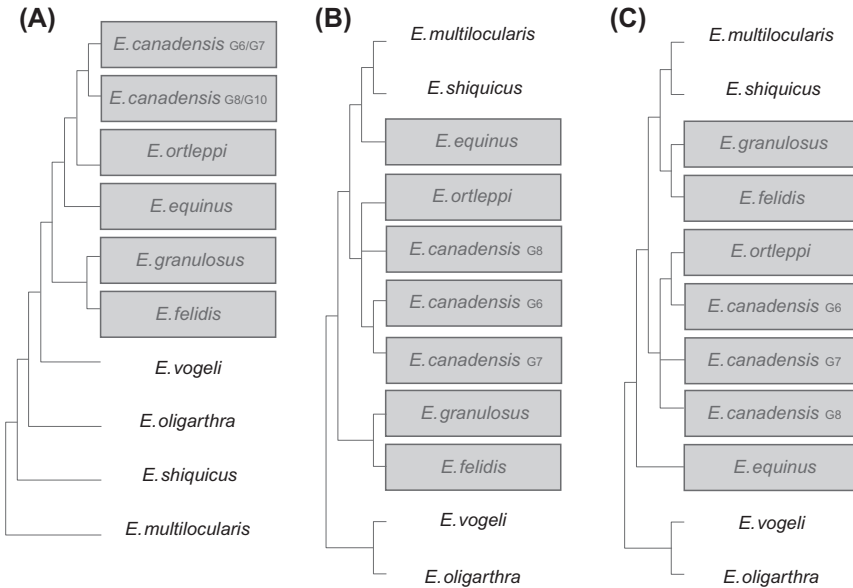 (A)
E. canadensis G6/G7
E. canadensis G8/G10
E. ortleppi
E. equinus
E. granulosus
E. felidis
E. vogeli
E. oligarthra
E. shiquicus
E. multilocularis
(B)
E. multilocularis
E. shiquicus
E. equinus
E. ortleppi
E. canadensis G8
E. canadensis G6
E. canadensis G7
E. granulosus
E. felidis
E. vogeli
E. oligarthra
(C)
E. multilocularis
E. shiquicus
E. granulosus
E. felidis
E. ortleppi
E. canadensis G6
E. canadensis G7
E. canadensis G8
E. equinus
E. vogeli
E. oligarthra